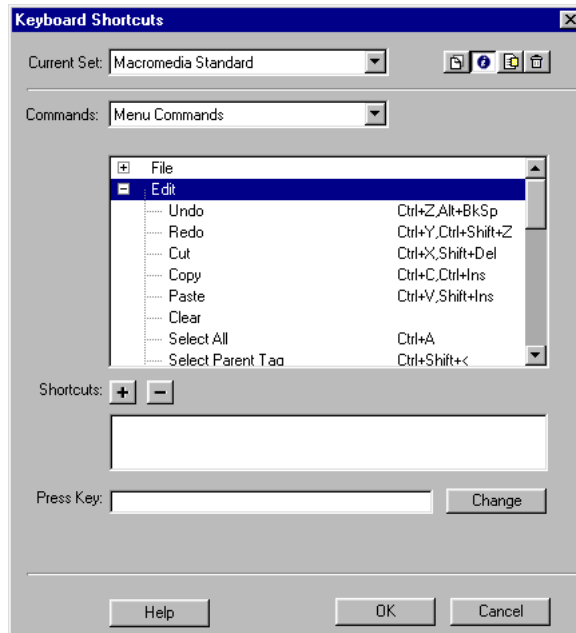 Keyboard Shortcuts
Current Set: Macromedia Standard
Commands: Menu Commands
File
Edit
Undo Ctrl+Z,Alt+BkSp
Redo Ctrl+Y,Ctrl+Shift+Z
Cut Ctrl+X,Shift+Del
Copy Ctrl+C,Ctrl+Ins
Paste Ctrl+V,Shift+Ins
Clear
Select All Ctrl+A
Select Parent Tag Ctrl+Shift+<
Shortcuts:
Press Key: Change
Help OK Cancel